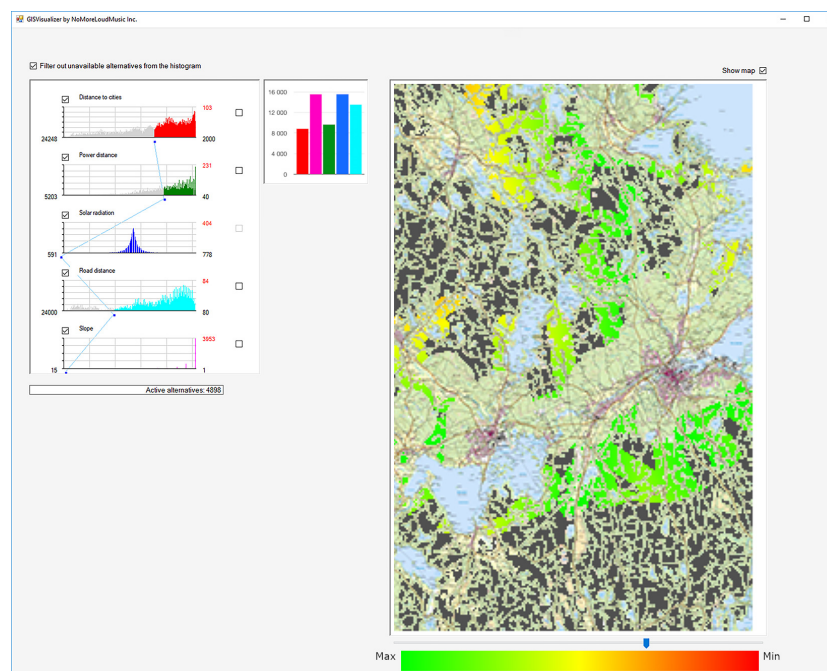 GISVisualizer by NoMoreLoudMusic Inc.
Filter out unavailable alternatives from the histogram
Show map
Distance to cities
103
24248
2000
Power distance
231
5203
40
Solar radiation
404
591
778
Road distance
84
24000
80
Slope
3953
15
1
16 000
12 000
8 000
4 000
0
Active alternatives: 4898
Max
Min